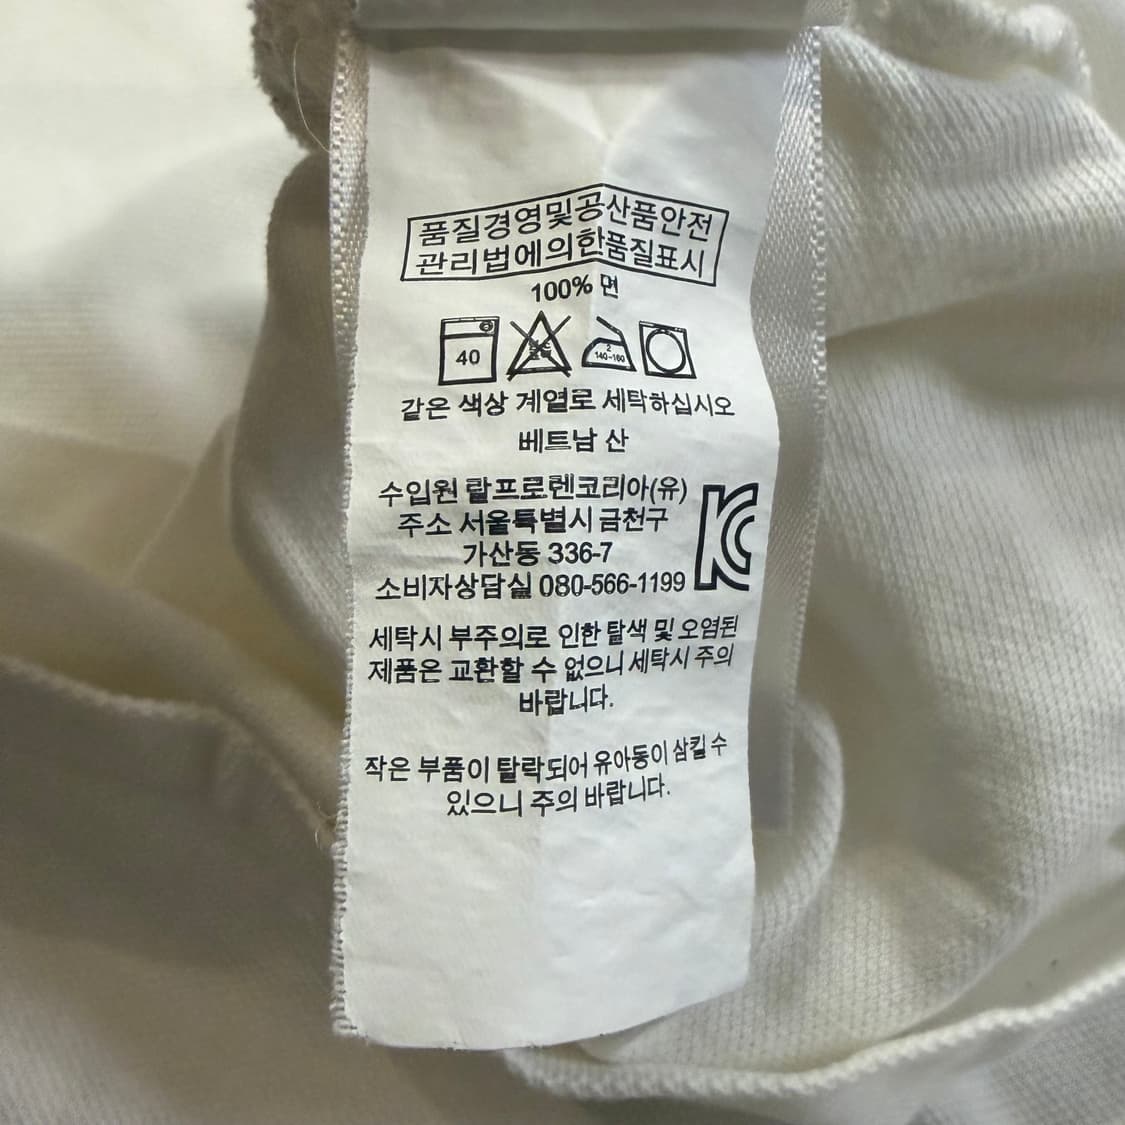 품질경영및공산품안전
관리법에의한품질표시
100% 면
40
2
140~160
같은 색상 계열로 세탁하십시오
베트남 산
수입원 랄프로렌코리아(유)
주소 서울특별시 금천구
가산동 336-7
소비자상담실 080-566-1199
세탁시 부주의로 인한 탈색 및 오염된
제품은 교환할 수 없으니 세탁시 주의
바랍니다.
작은 부품이 탈락되어 유아동이 삼킬 수
있으니 주의 바랍니다.